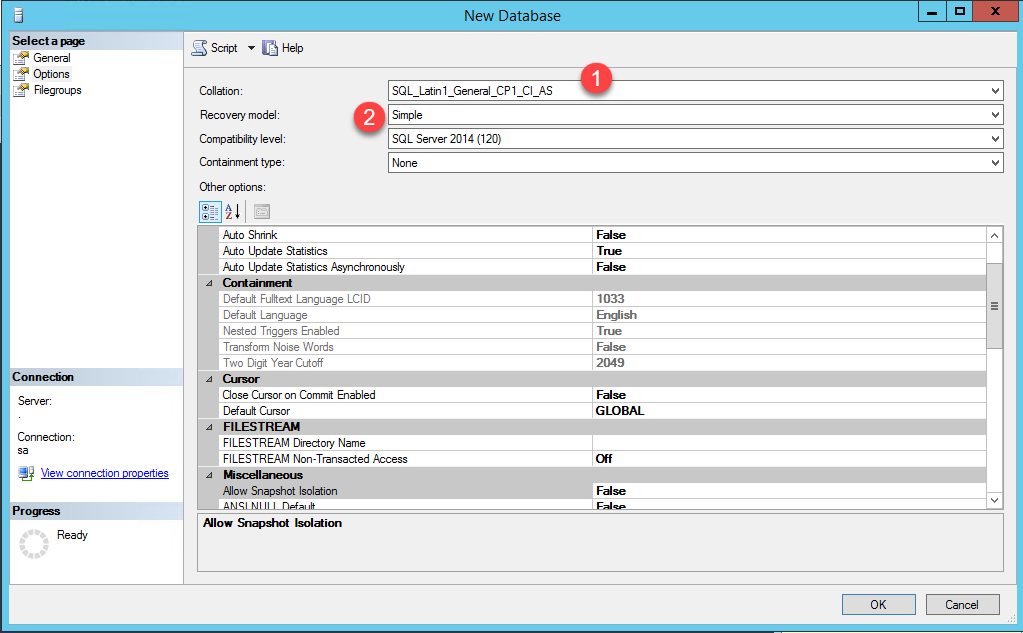 New Database
Select a page
General
Options
Filegroups
Script Help
1
Collation: SQL_Latin1_General_CP1_CI_AS
2
Recovery model: Simple
Compatibility level: SQL Server 2014 (120)
Containment type: None
Other options:
Auto Shrink False
Auto Update Statistics True
Auto Update Statistics Asynchronously False
Containment
Default Fulltext Language LCID 1033
Default Language English
Nested Triggers Enabled True
Transform Noise Words False
Two Digit Year Cutoff 2049
Cursor
Close Cursor on Commit Enabled False
Default Cursor GLOBAL
FILESTREAM
FILESTREAM Directory Name
FILESTREAM Non-Transacted Access Off
Miscellaneous
Allow Snapshot Isolation False
ANSI NULL Default False
Allow Snapshot Isolation
Connection
Server:
.
Connection:
sa
View connection properties
Progress
Ready
OK Cancel